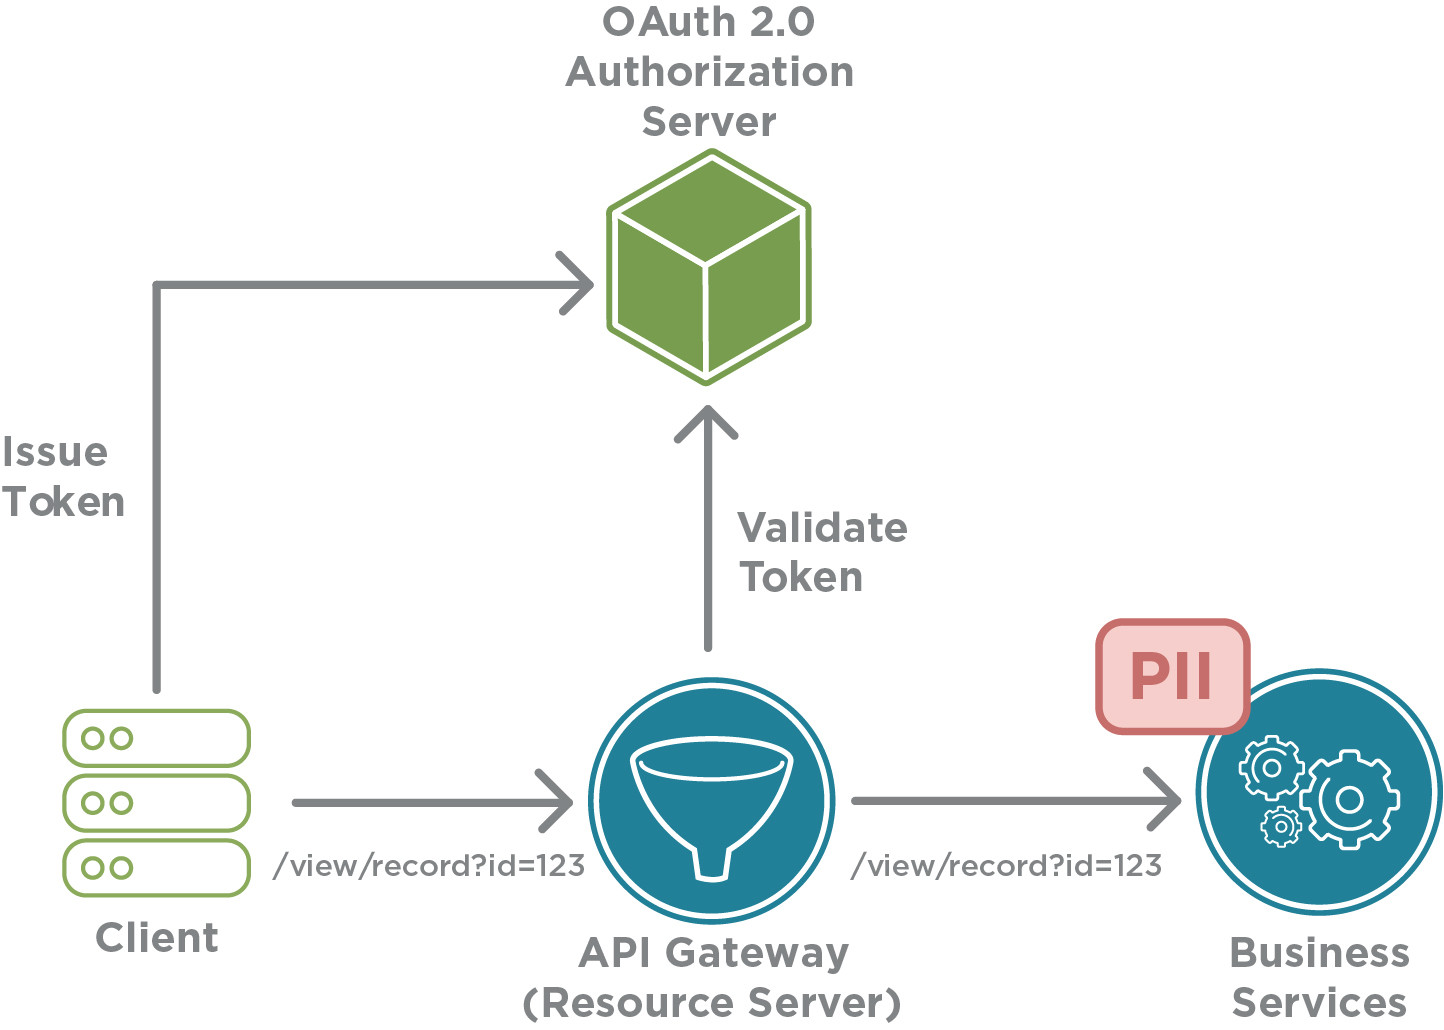 OAuth 2.0
Authorization
Server
Issue
Token
Validate
Token
PII
/view/record?id=123
/view/record?id=123
Client
API Gateway
(Resource Server)
Business
Services